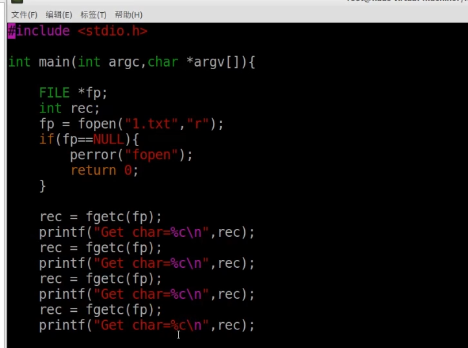 文件(F) 编辑(E) 标签(T) 帮助(H)
#include <stdio.h>
int main(int argc,char *argv[]){
FILE *fp;
int rec;
fp = fopen("1.txt","r");
if(fp==NULL){
perror("fopen");
return 0;
}
rec = fgetc(fp);
printf("Get char=%c\n",rec);
rec = fgetc(fp);
printf("Get char=%c\n",rec);
rec = fgetc(fp);
printf("Get char=%c\n",rec);
rec = fgetc(fp);
printf("Get char=%c\n",rec);